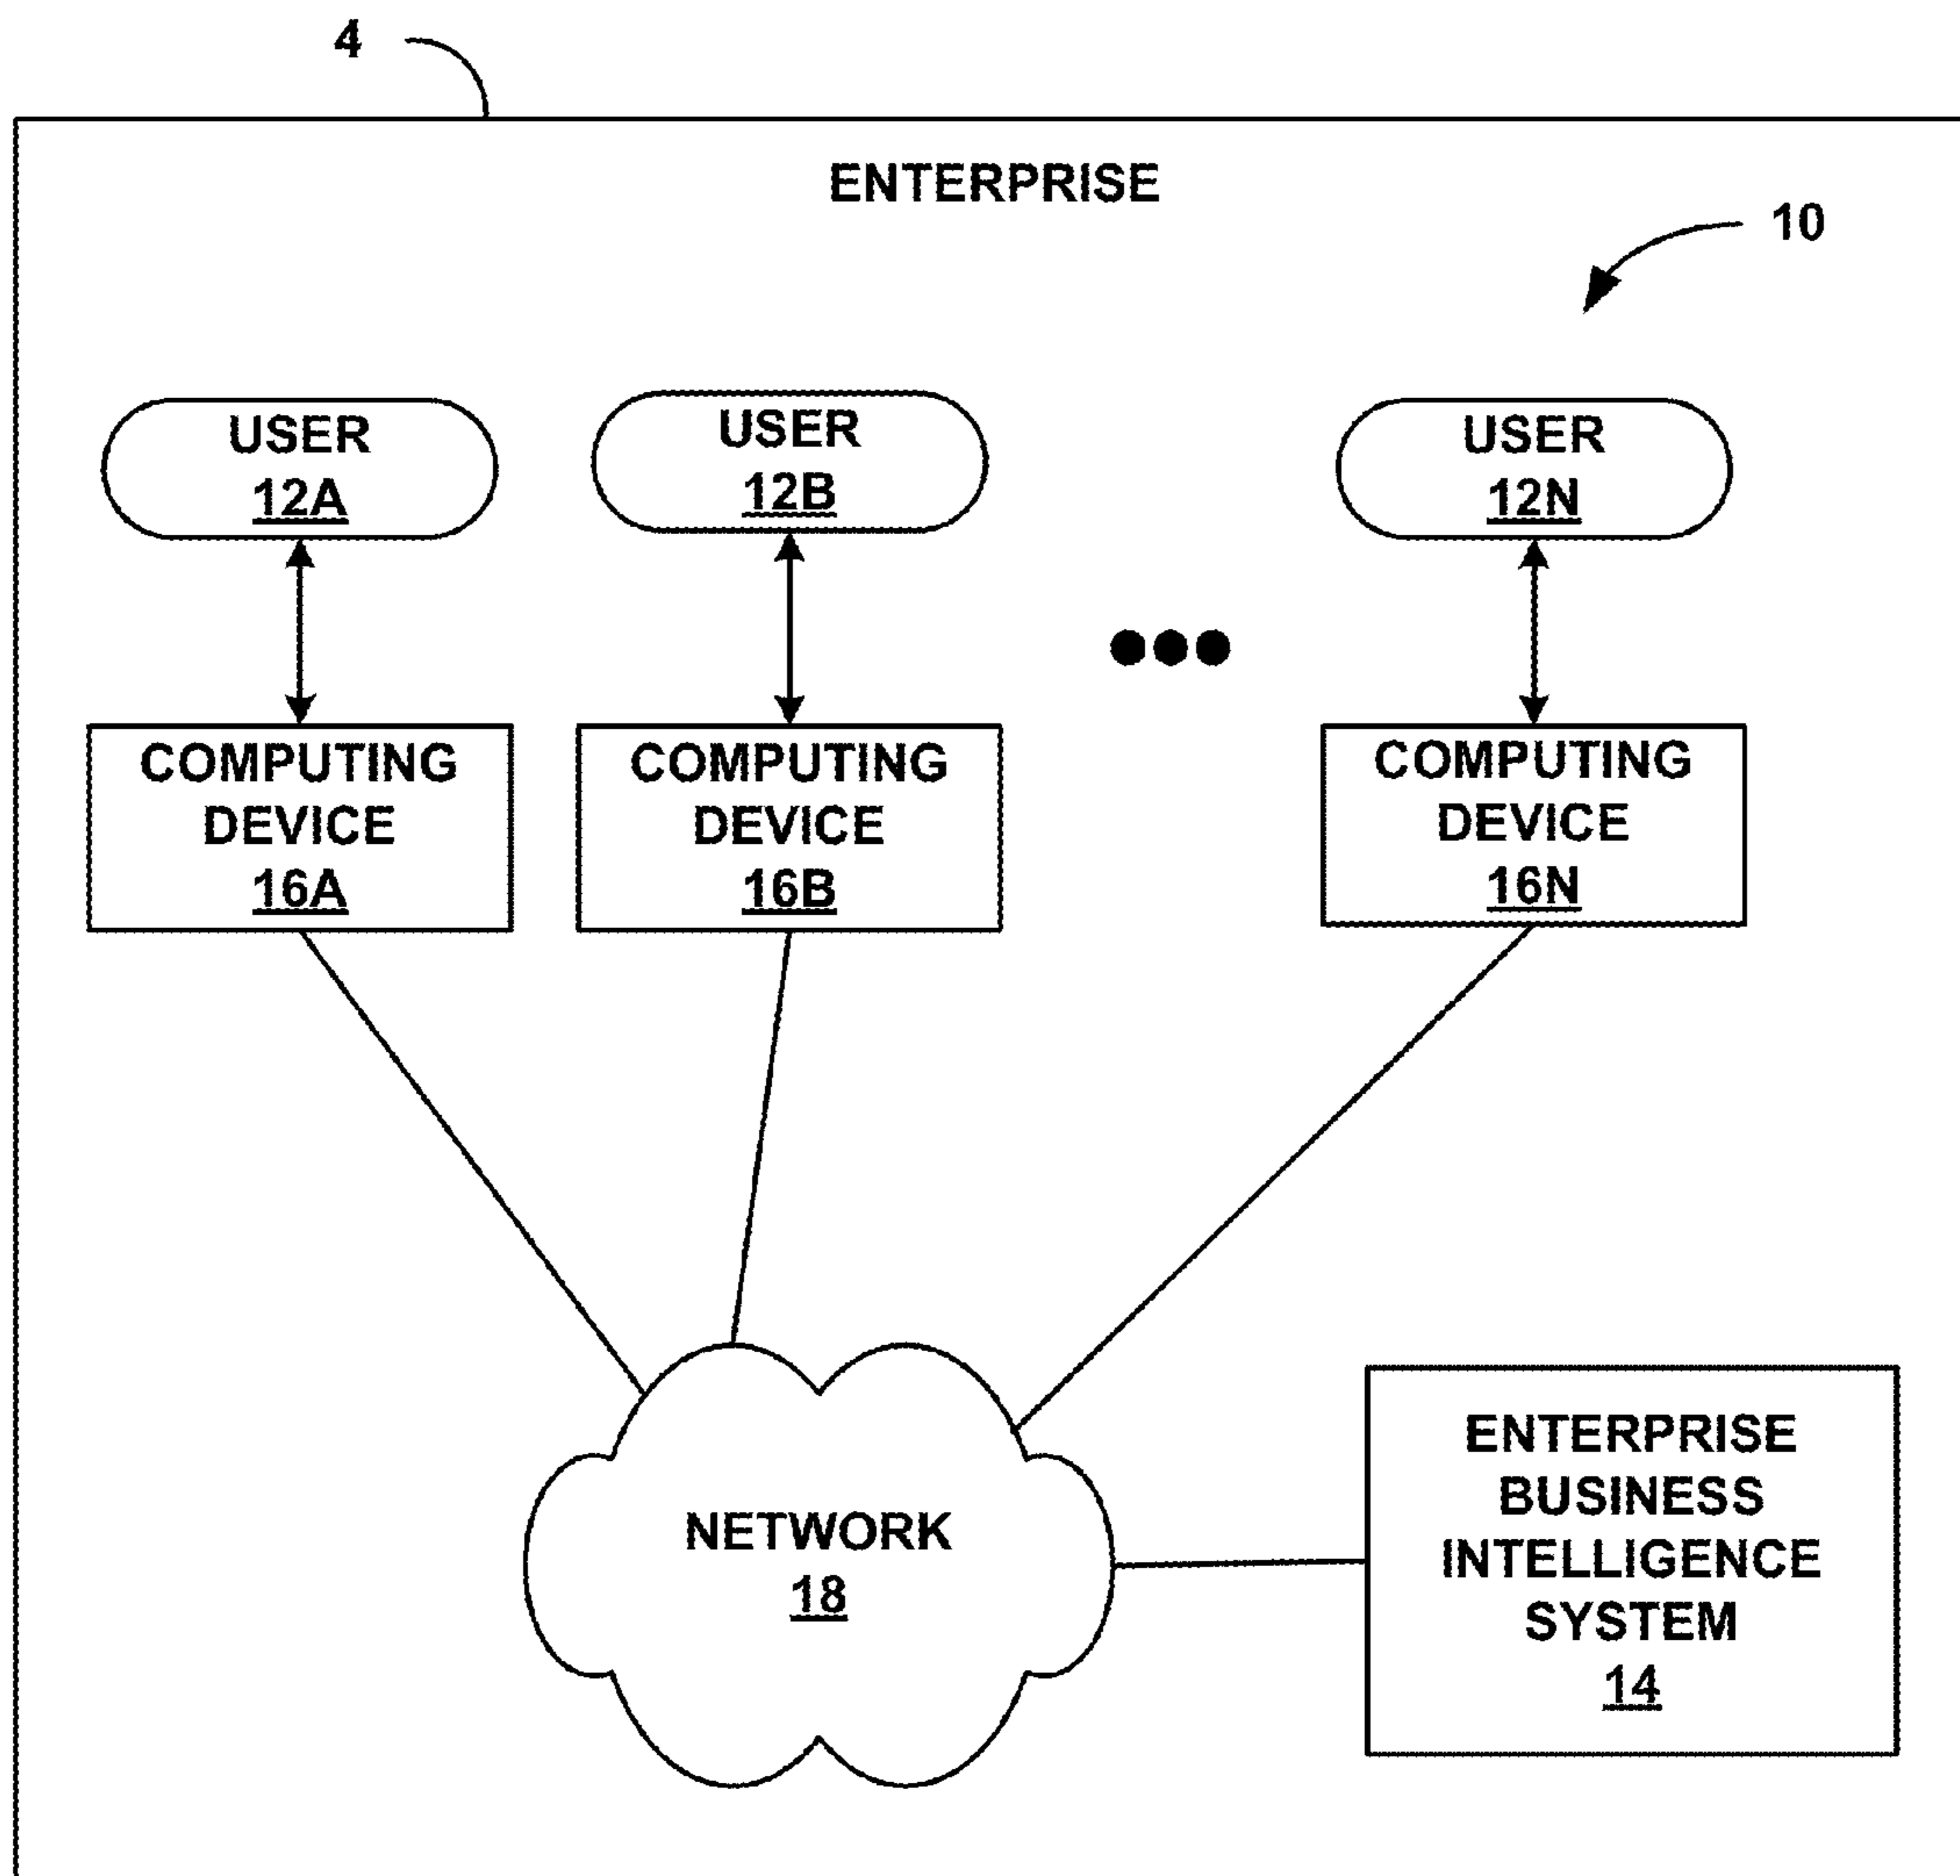 4
ENTERPRISE
10
USER
12A
USER
12B
USER
12N
COMPUTING
DEVICE
16A
COMPUTING
DEVICE
16B
COMPUTING
DEVICE
16N
NETWORK
18
ENTERPRISE
BUSINESS
INTELLIGENCE
SYSTEM
14